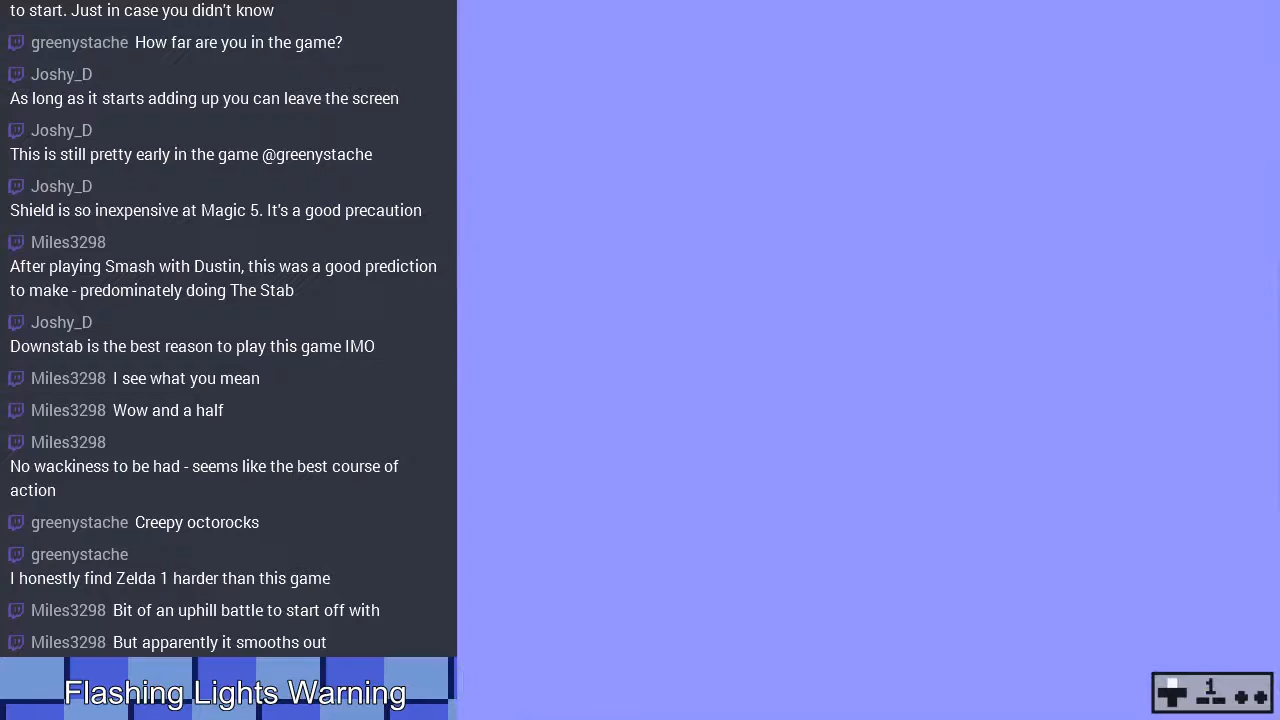 to start. Just in case you didn't know
greenystache How far are you in the game?
Joshy_D
As long as it starts adding up you can leave the screen
Joshy_D
This is still pretty early in the game @greenystache
Joshy_D
Shield is so inexpensive at Magic 5. It's a good precaution
Miles3298
After playing Smash with Dustin, this was a good prediction
to make - predominately doing The Stab
Joshy_D
Downstab is the best reason to play this game IMO
Miles3298 I see what you mean
Miles3298 Wow and a half
Miles3298
No wackiness to be had - seems like the best course of
action
greenystache Creepy octorocks
greenystache
I honestly find Zelda 1 harder than this game
Miles3298 Bit of an uphill battle to start off with
Miles3298 But apparently it smooths out
Flashing Lights Warning
1